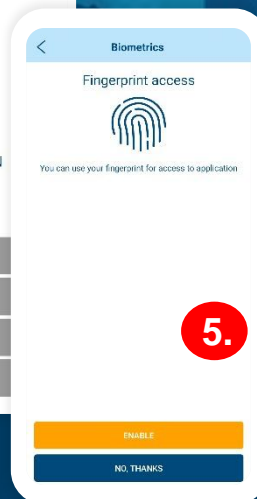 Biometrics
Fingerprint access
You can use your fingerprint for access to application
5.
ENABLE
NO, THANKS